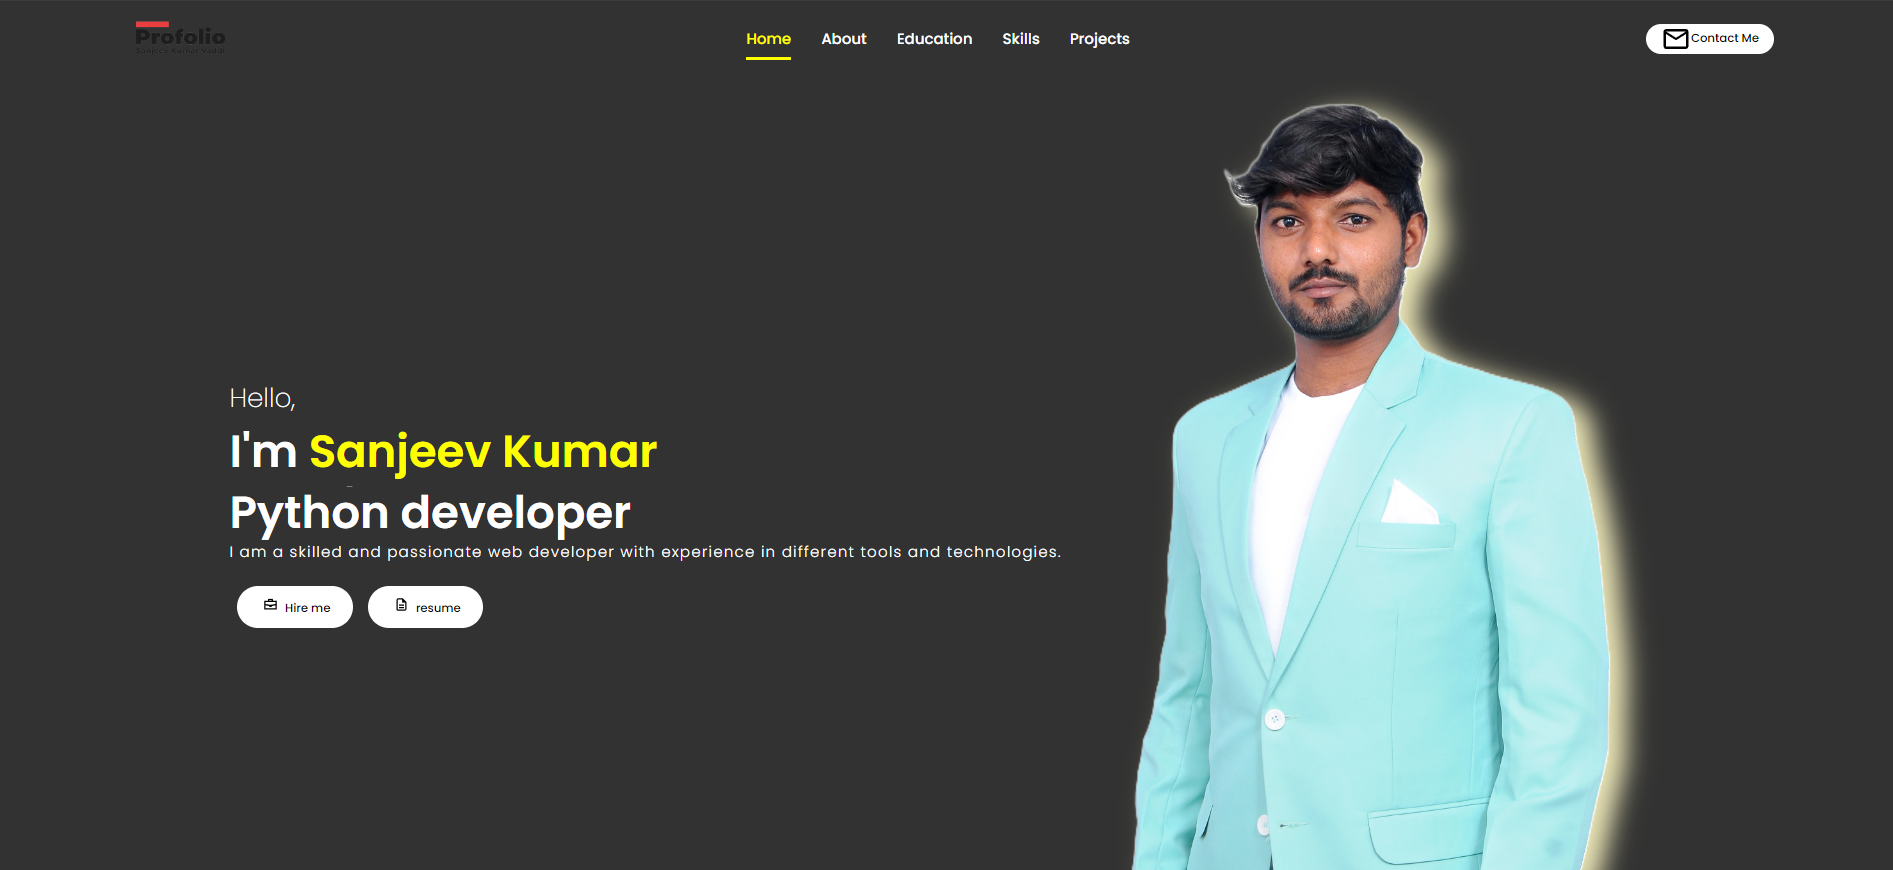 Profolio
Home About Education Skills Projects
Contact Me
Hello,
I'm Sanjeev Kumar
Python developer
I am a skilled and passionate web developer with experience in different tools and technologies.
Hire me resume